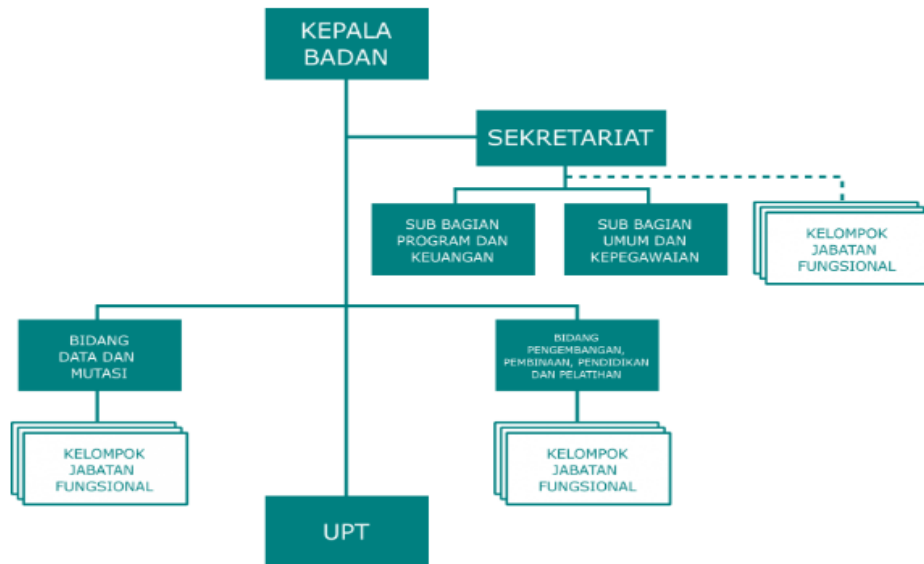 KEPALA
BADAN
SEKRETARIAT
SUB BAGIAN
PROGRAM DAN
KEUANGAN
SUB BAGIAN
UMUM DAN
KEPEGAWAIAN
KELOMPOK
JABATAN
FUNGSIONAL
BIDANG
DATA DAN
MUTASI
BIDANG
PENGEMBANGAN,
PEMBINAAN, PENDIDIKAN
DAN PELATIHAN
KELOMPOK
JABATAN
FUNGSIONAL
KELOMPOK
JABATAN
FUNGSIONAL
UPT